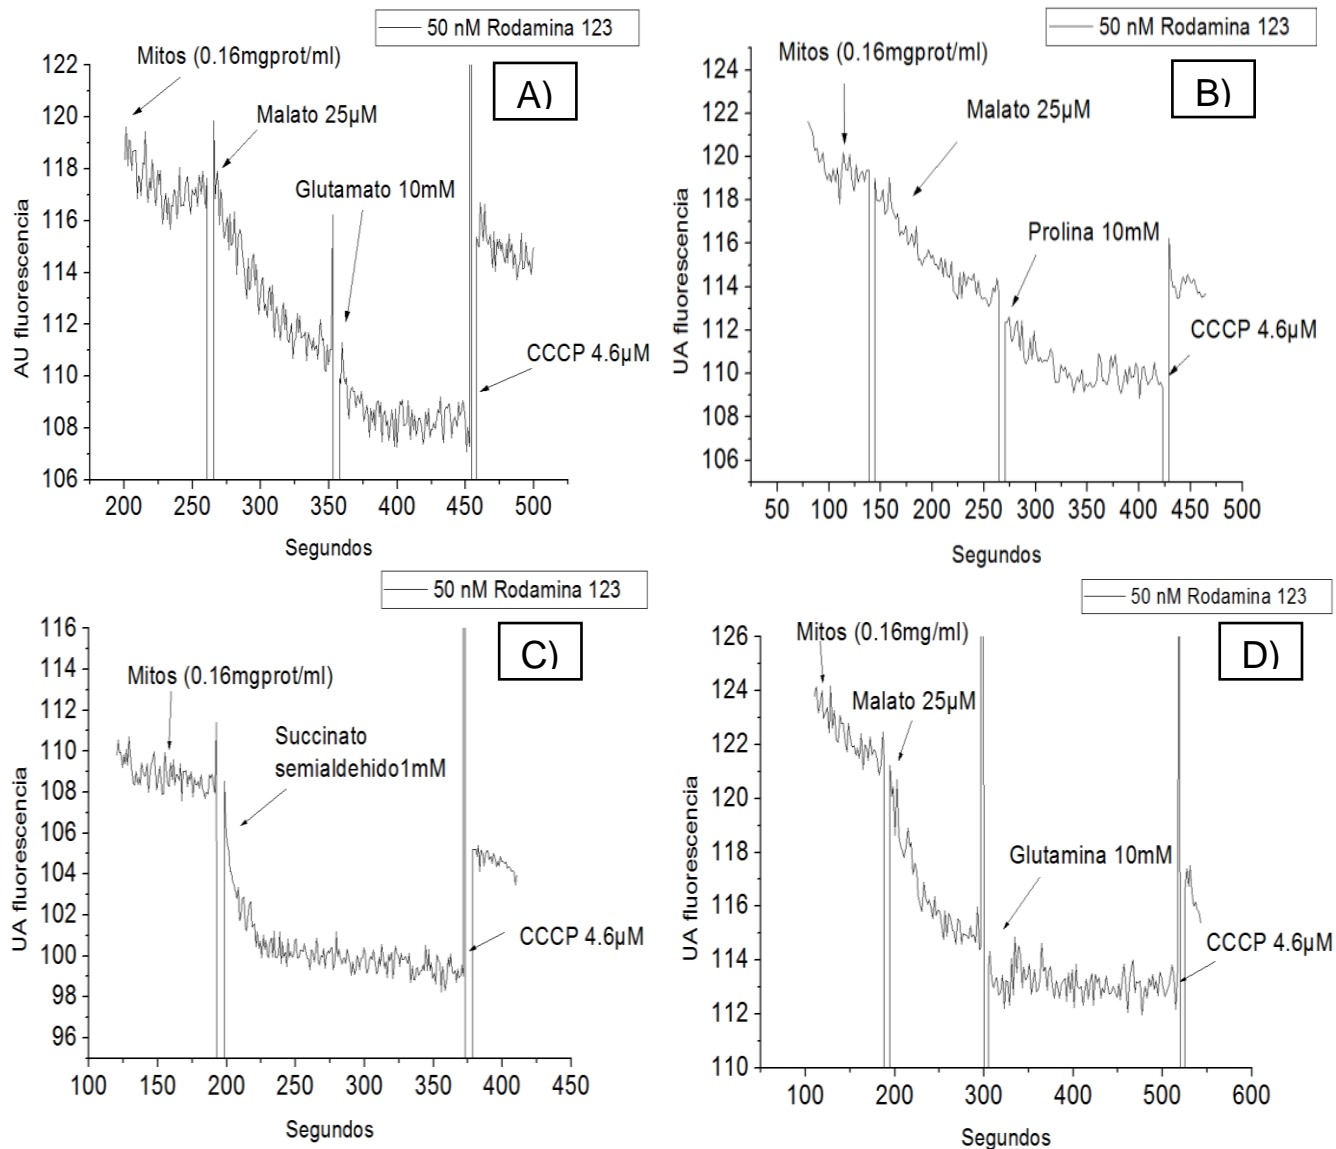 50 nM Rodamina 123
A)
Mitos (0.16mgprot/ml)
Malato 25µM
Glutamato 10mM
CCCP 4.6µM
AU fluorescencia
122
120
118
116
114
112
110
108
106
200 250 300 350 400 450 500
Segundos
50 nM Rodamina 123
B)
Mitos (0.16mgprot/ml)
Malato 25µM
Prolina 10mM
CCCP 4.6µM
UA fluorescencia
124
122
120
118
116
114
112
110
108
106
50 100 150 200 250 300 350 400 450 500
Segundos
50 nM Rodamina 123
C)
Mitos (0.16mgprot/ml)
Succinato
semialdehido1mM
CCCP 4.6µM
UA fluorescencia
116
114
112
110
108
106
104
102
100
98
96
100 150 200 250 300 350 400 450
Segundos
50 nM Rodamina 123
D)
Mitos (0.16mg/ml)
Malato 25µM
Glutamina 10mM
CCCP 4.6µM
UA fluorescencia
126
124
122
120
118
116
114
112
110
100 200 300 400 500 600
Segundos